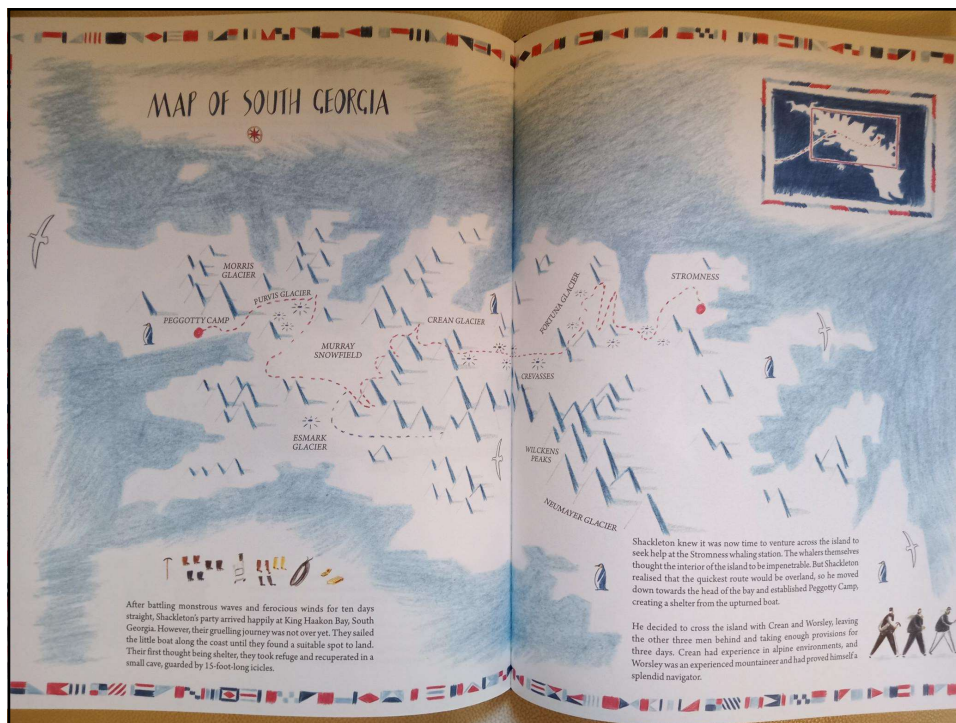 MAP OF SOUTH GEORGIA
MORRIS
GLACIER
PURVIS GLACIER
PEGGOTTY CAMP
MURRAY
SNOWFIELD
CREAN GLACIER
ESMARK
GLACIER
FORTUNA GLACIER
STROMNESS
CREVASSES
WILCKENS
PEAKS
NEUMAYER GLACIER
After battling monstrous waves and ferocious winds for ten days
straight, Shackleton's party arrived happily at King Haakon Bay, South
Georgia. However, their gruelling journey was not over yet. They sailed
the little boat along the coast until they found a suitable spot to land.
Their first thought being shelter, they took refuge and recuperated in a
small cave, guarded by 15-foot-long icicles.
Shackleton knew it was now time to venture across the island to
seek help at the Stromness whaling station. The whalers themselves
thought the interior of the island to be impenetrable. But Shackleton
realised that the quickest route would be overland, so he moved
down towards the head of the bay and established Peggotty Camp,
creating a shelter from the upturned boat.
He decided to cross the island with Crean and Worsley, leaving
the other three men behind and taking enough provisions for
three days. Crean had experience in alpine environments, and
Worsley was an experienced mountaineer and had proved himself a
splendid navigator.